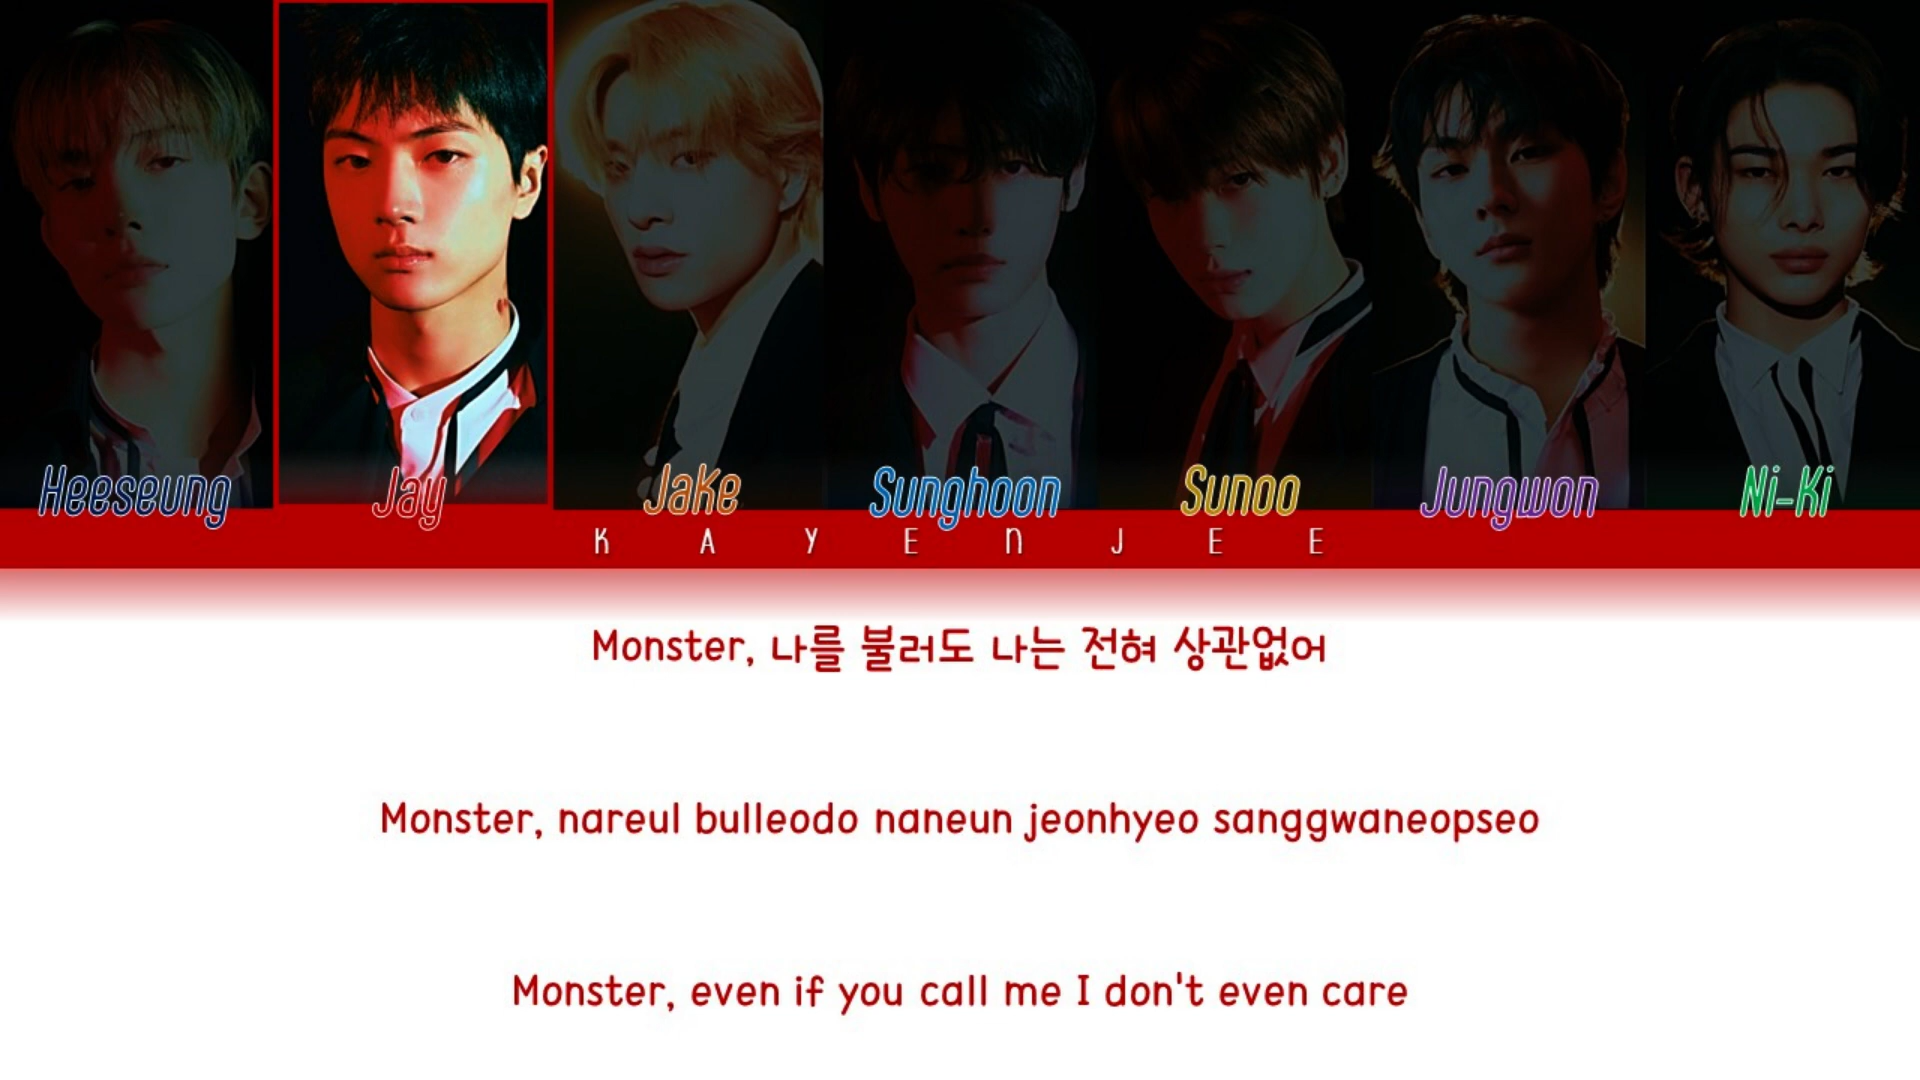 Heeseung Jay Jake Sunghoon Sunoo Jungwon Ni-Ki
KAYENJEE
Monster, 나를 불러도 나는 전혀 상관없어
Monster, nareul bulleodo naneun jeonhyeo sanggwaneopseo
Monster, even if you call me I don't even care